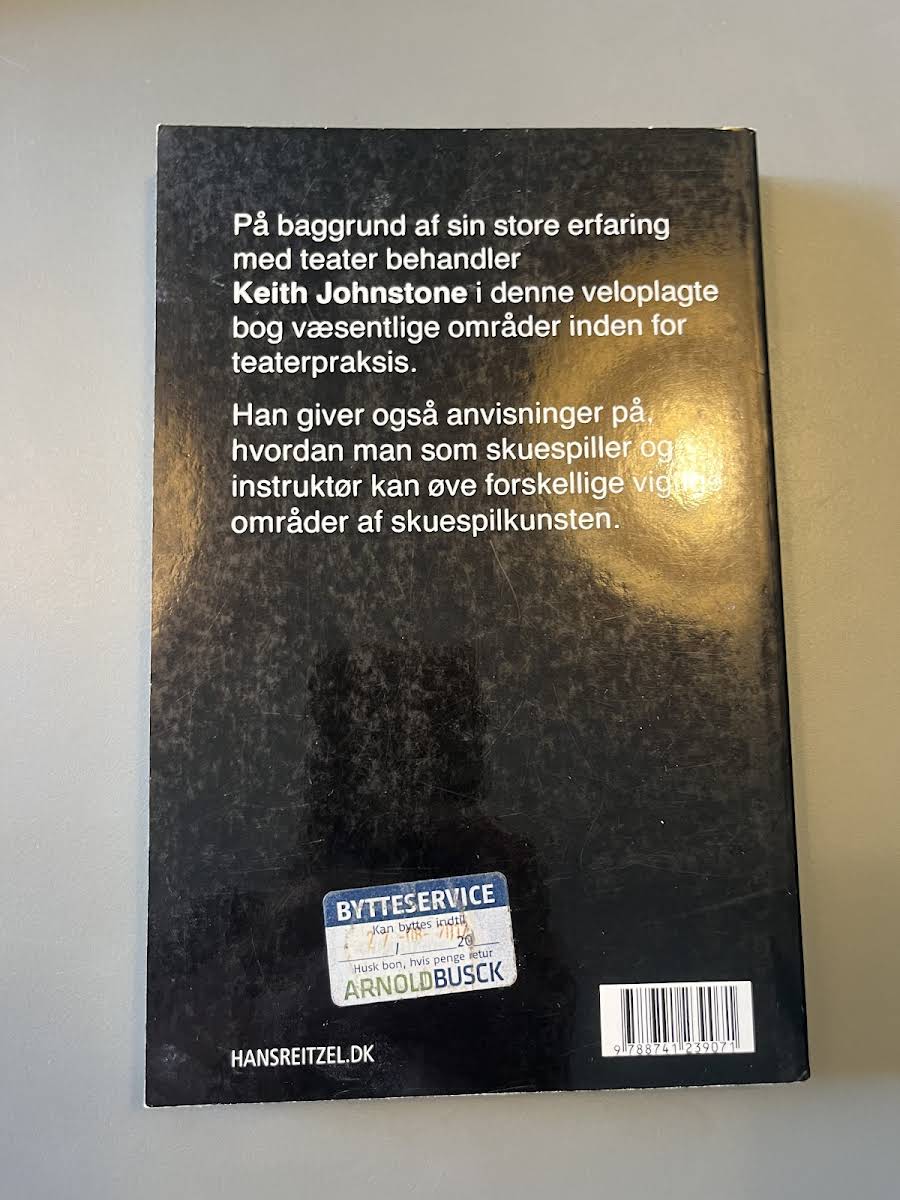 På baggrund af sin store erfaring
med teater behandler
Keith Johnstone i denne veloplagte
bog væsentlige områder inden for
teaterpraksis.
Han giver også anvisninger på,
hvordan man som skuespiller og
instruktør kan øve forskellige vigtige
områder af skuespilkunsten.
BYTTESERVICE
Kan byttes indtil
/ 20
Husk bon, hvis penge retur
ARNOLDBUSCK
HANSREITZEL.DK
9 788741 239071